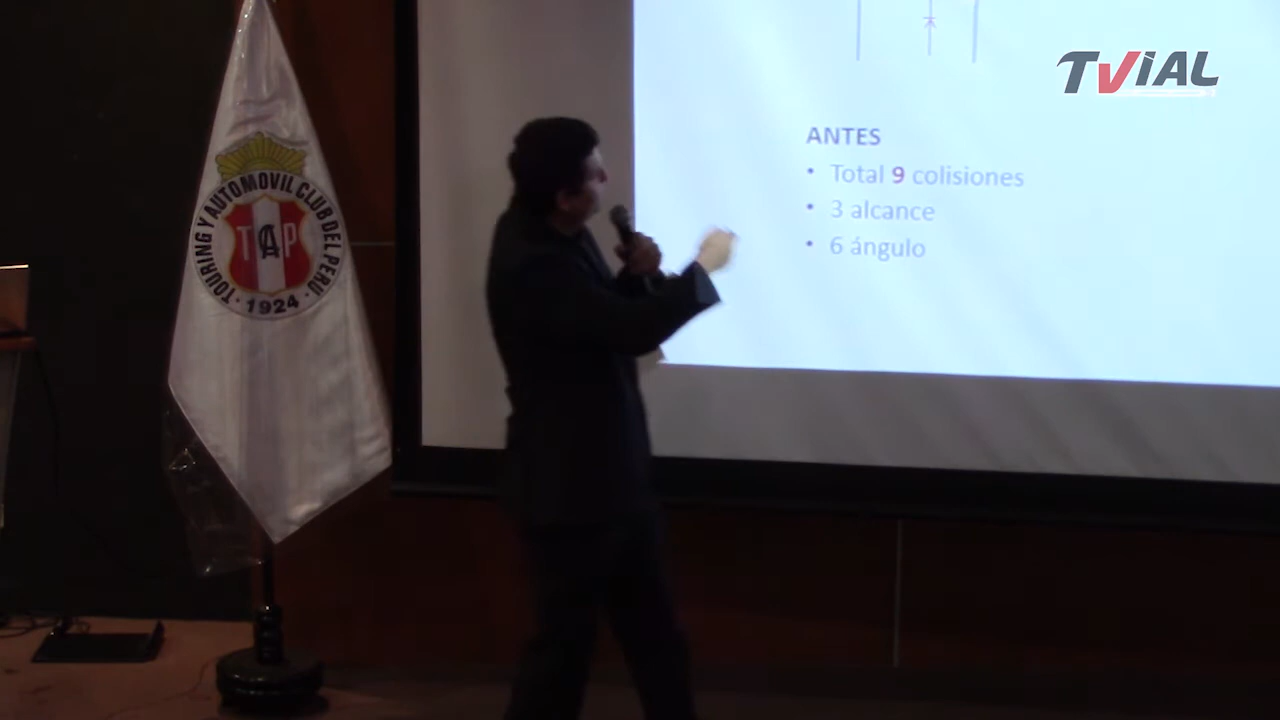 TViAL
ANTES
• Total 9 colisiones
• 3 alcance
• 6 ángulo
TOURING Y AUTOMOVIL CLUB DEL PERU
TAP
· 1924 ·